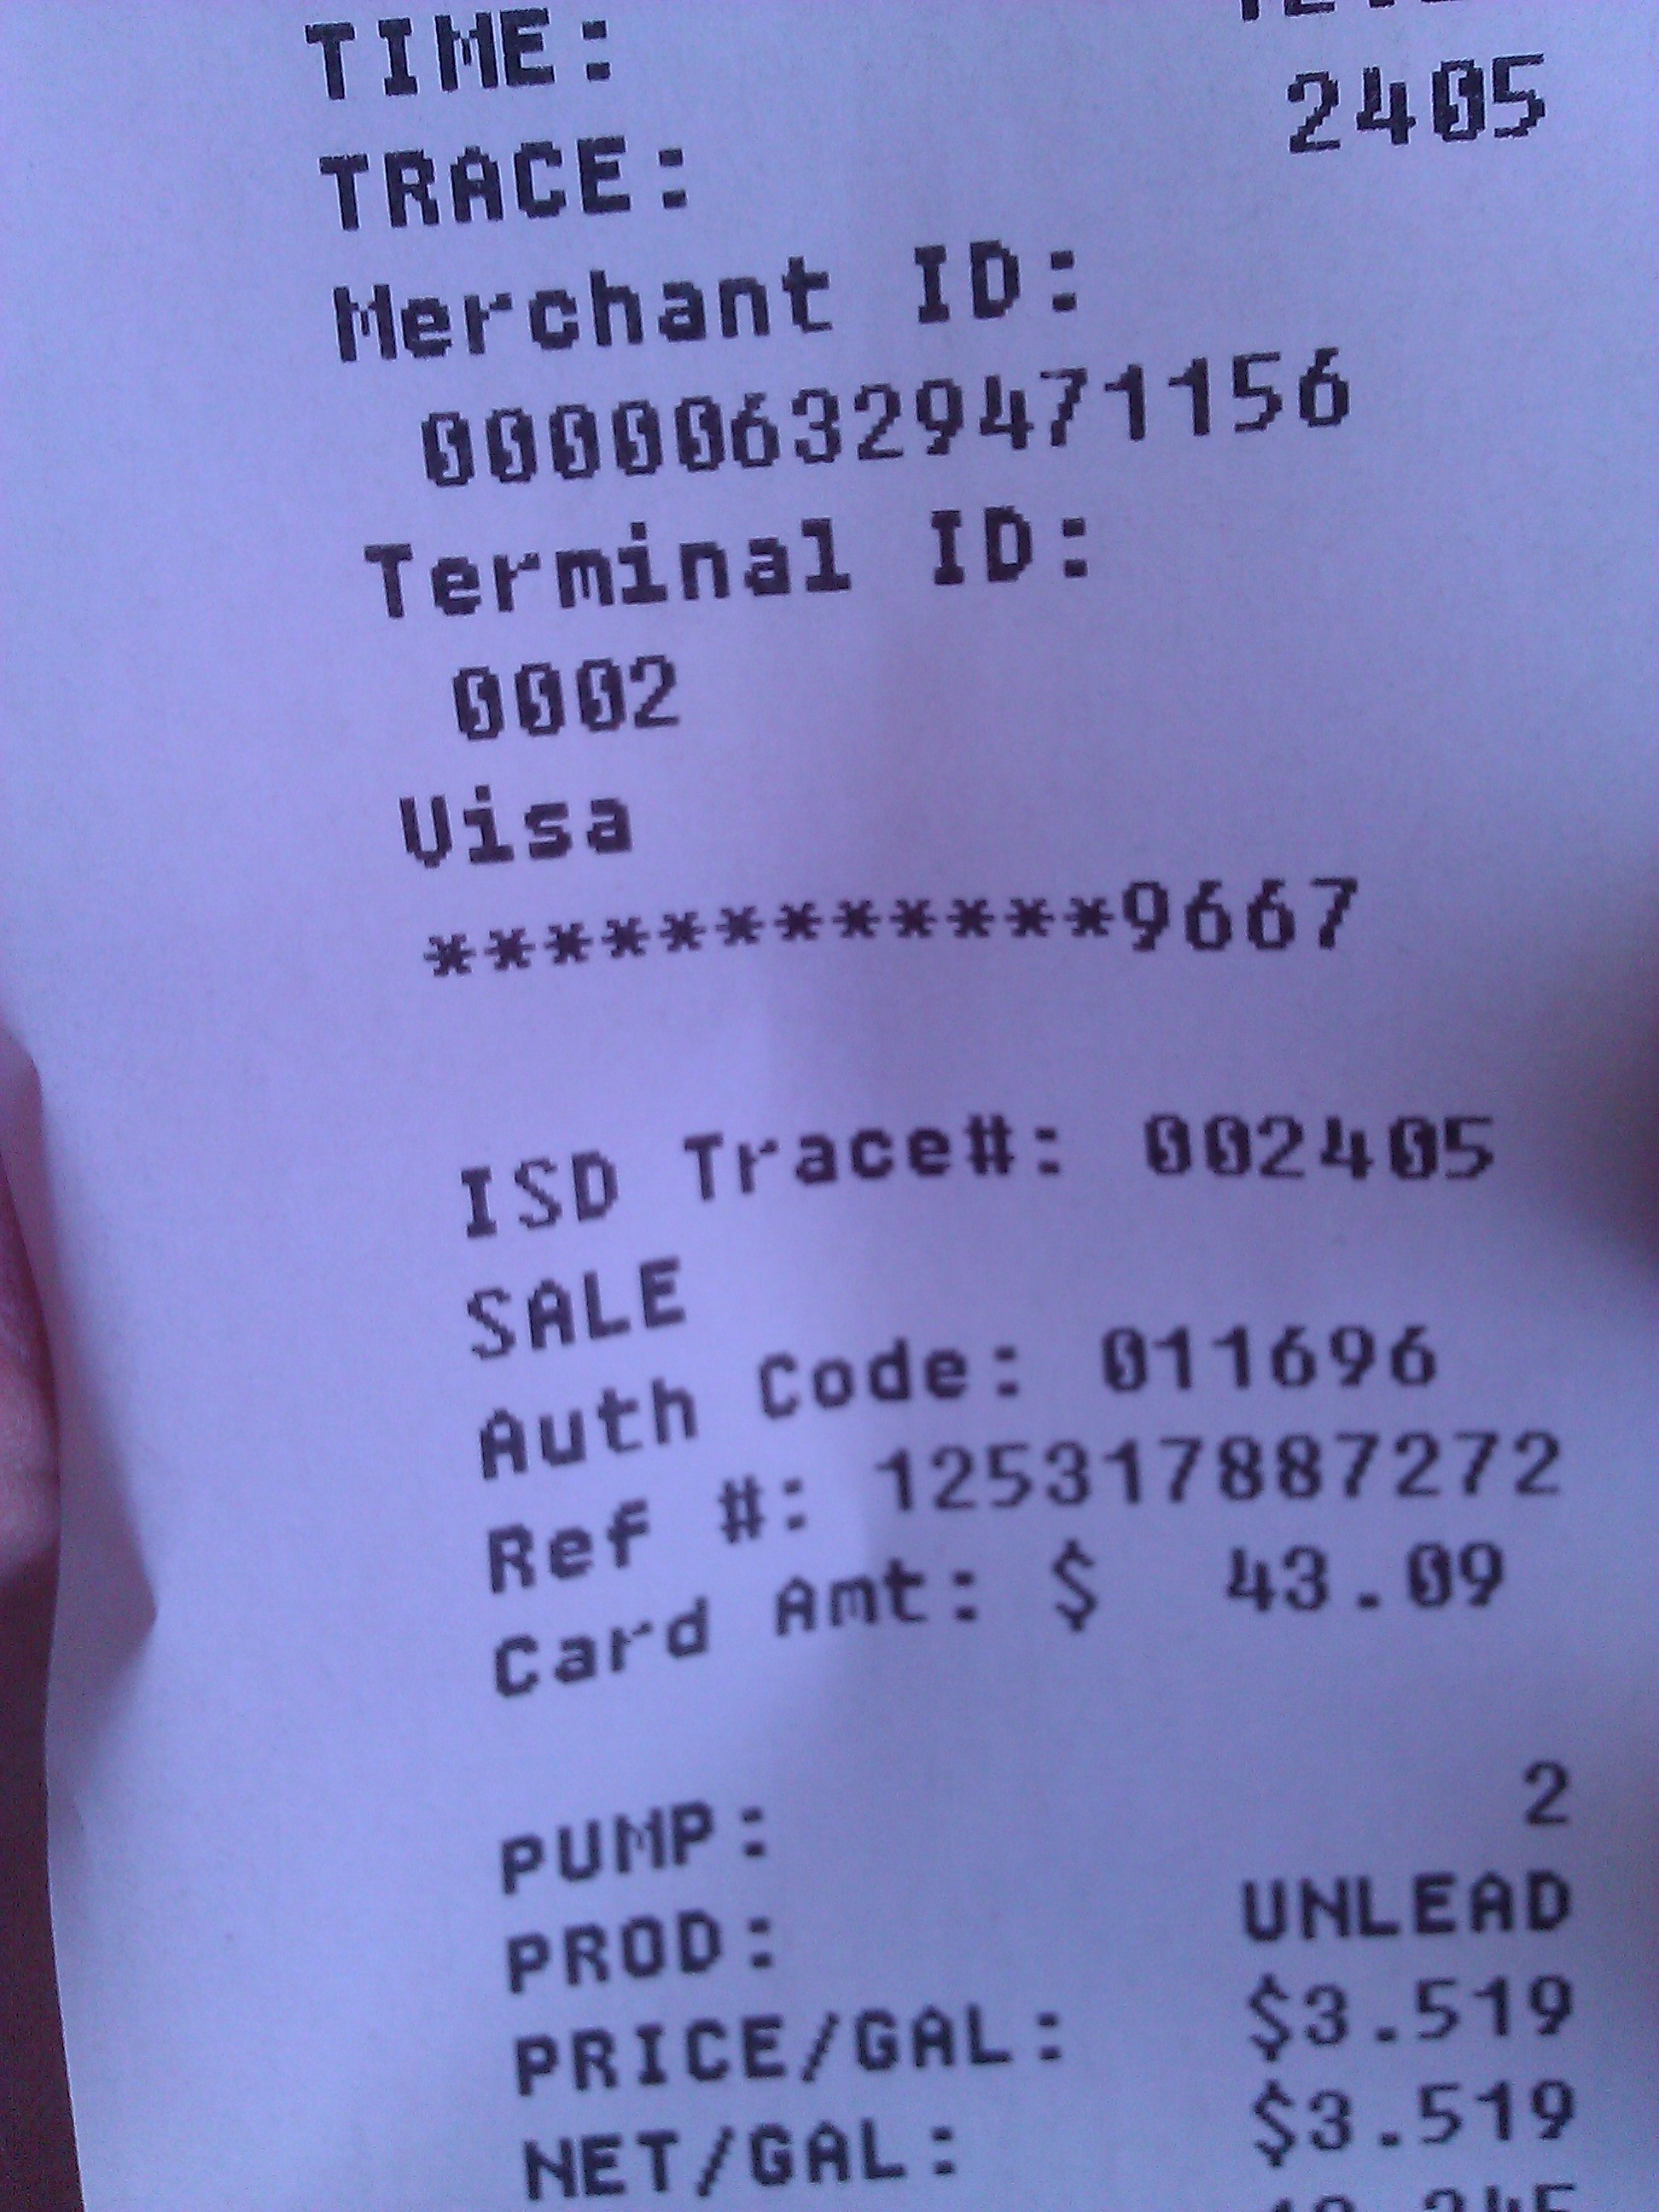 TIME:
TRACE: 2405
Merchant ID:
000006329471156
Terminal ID:
0002
Visa
************9667
ISD Trace#: 002405
SALE
Auth Code: 011696
Ref #: 125317887272
Card Amt: $ 43.09
PUMP: 2
PROD: UNLEAD
PRICE/GAL: $3.519
NET/GAL: $3.519